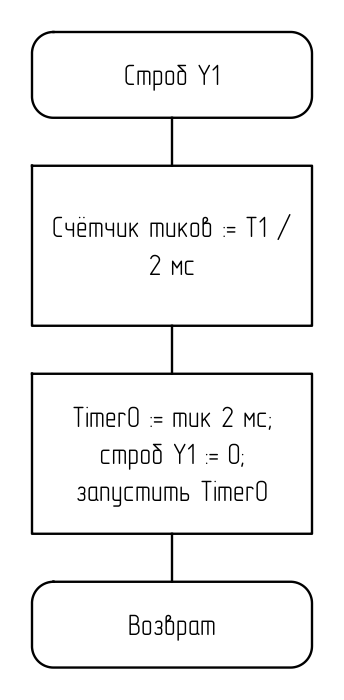 Строб Y1
Счётчик тиков := T1 /
2 мс
Timer0 := тик 2 мс;
строб Y1 := 0;
запустить Timer0
Возврат